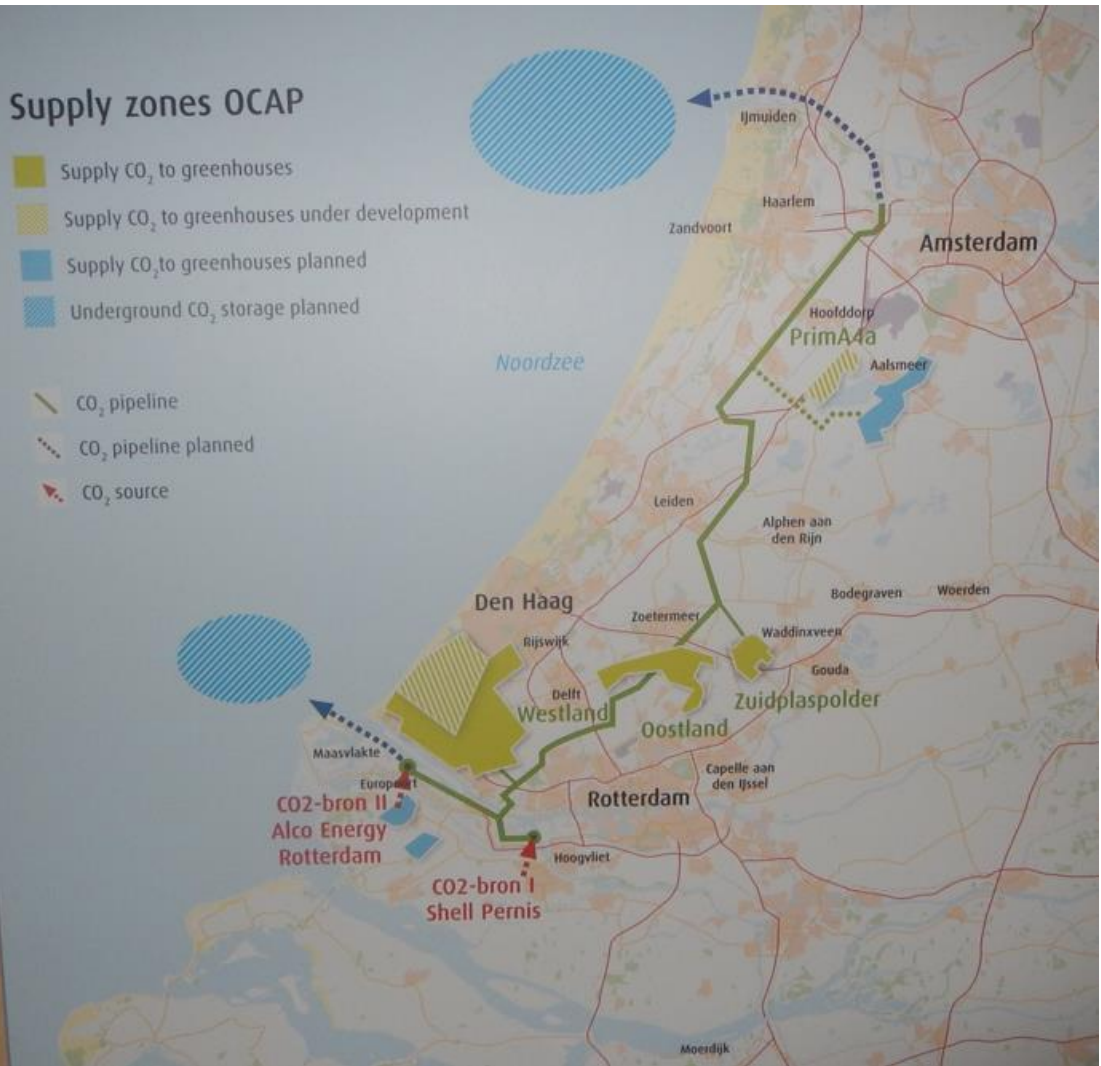 Supply zones OCAP
Supply CO₂ to greenhouses
Supply CO₂ to greenhouses under development
Supply CO₂to greenhouses planned
Underground CO₂ storage planned
CO₂ pipeline
CO₂ pipeline planned
CO₂ source
IJmuiden
Haarlem
Zandvoort
Amsterdam
Hoofddorp
PrimA4a
Aalsmeer
Noordzee
Leiden
Alphen aan
den Rijn
Bodegraven
Woerden
Den Haag
Zoetermeer
Waddinxveen
Rijswijk
Gouda
Delft
Zuidplaspolder
Westland
Oostland
Maasvlakte
Capelle aan
den IJssel
Europoort
Rotterdam
CO2-bron II
Alco Energy
Rotterdam
Hoogvliet
CO2-bron I
Shell Pernis
Moerdijk